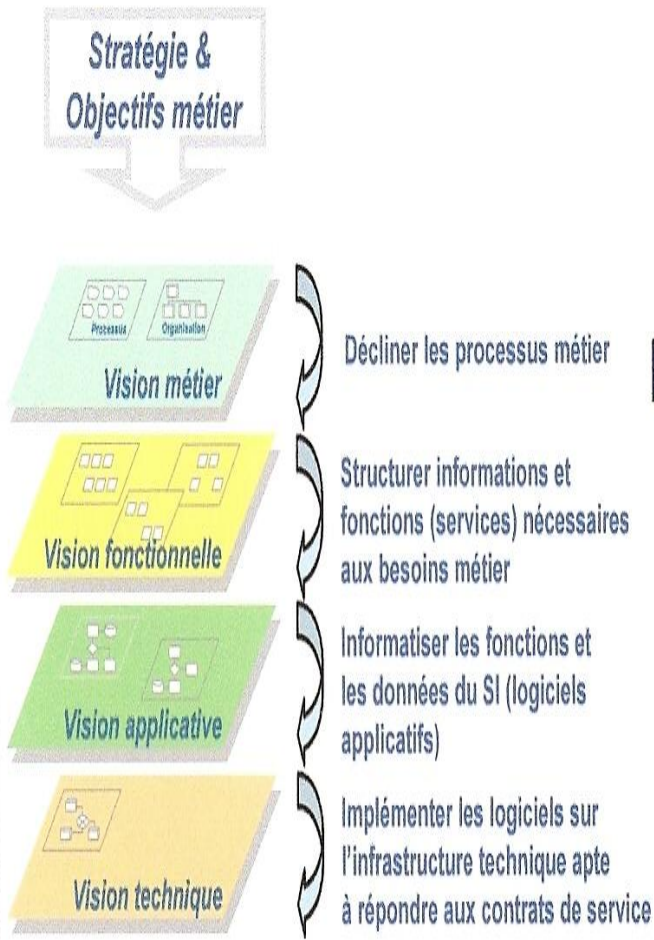 Stratégie &
Objectifs métier
Processus
Organisation
Vision métier
Décliner les processus métier
Vision fonctionnelle
Structurer informations et
fonctions (services) nécessaires
aux besoins métier
Vision applicative
Informatiser les fonctions et
les données du SI (logiciels
applicatifs)
Vision technique
Implémenter les logiciels sur
l'infrastructure technique apte
à répondre aux contrats de service